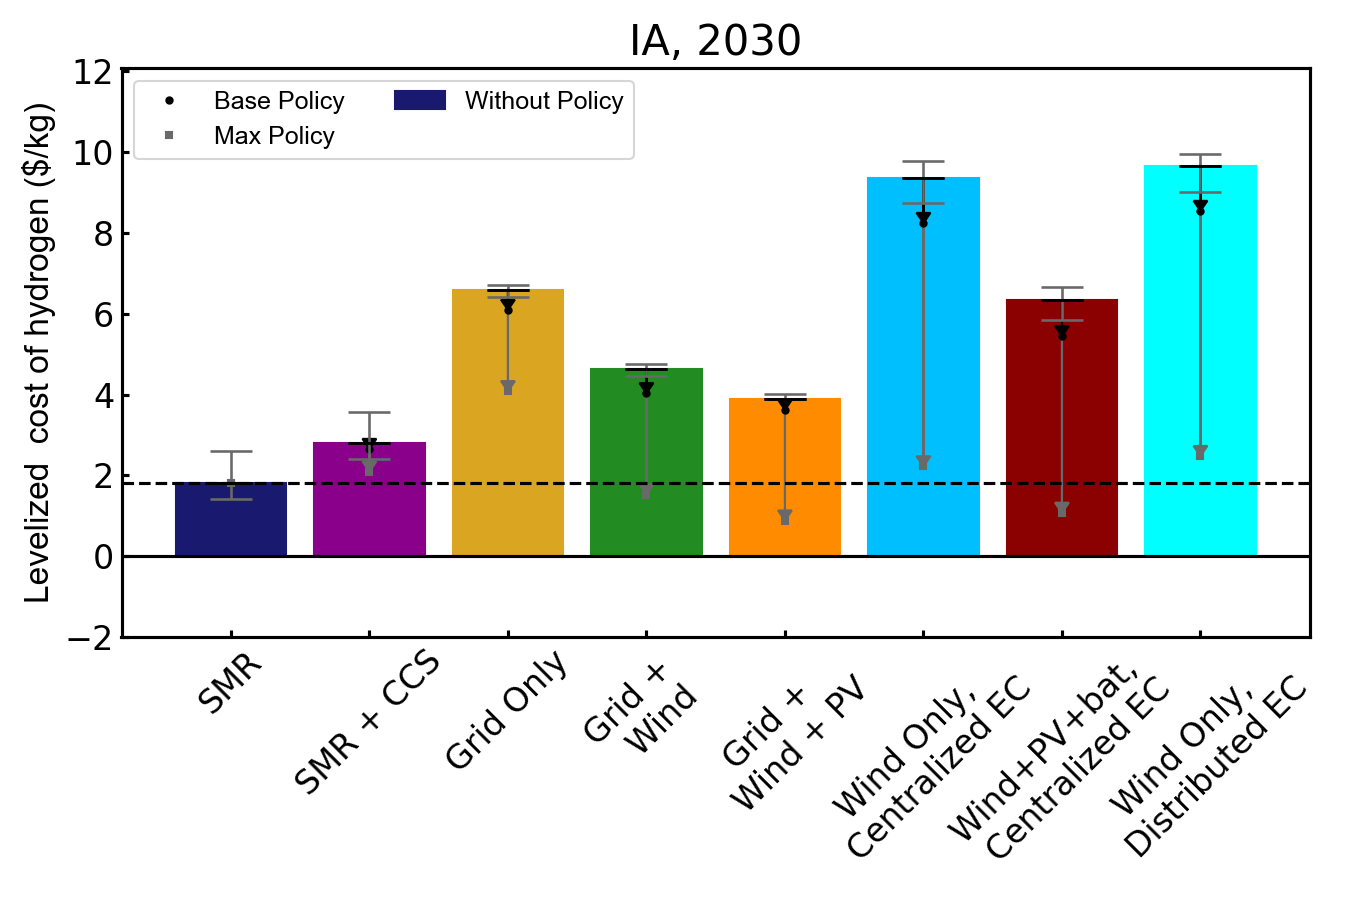 IA, 2030
Levelized  cost of hydrogen ($/kg)
12
10
8
6
4
2
0
−2
Base Policy
Max Policy
Without Policy
SMR
SMR + CCS
Grid Only
Grid +
Wind
Grid +
Wind + PV
Wind Only,
Centralized EC
Wind+PV+bat,
Centralized EC
Wind Only,
Distributed EC